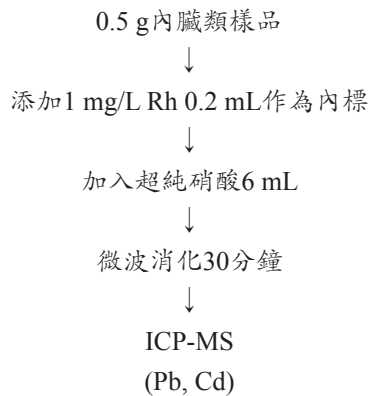 0.5 g內臟類樣品
↓
添加1 mg/L Rh 0.2 mL作為內標
↓
加入超純硝酸6 mL
↓
微波消化30分鐘
↓
ICP-MS
(Pb, Cd)